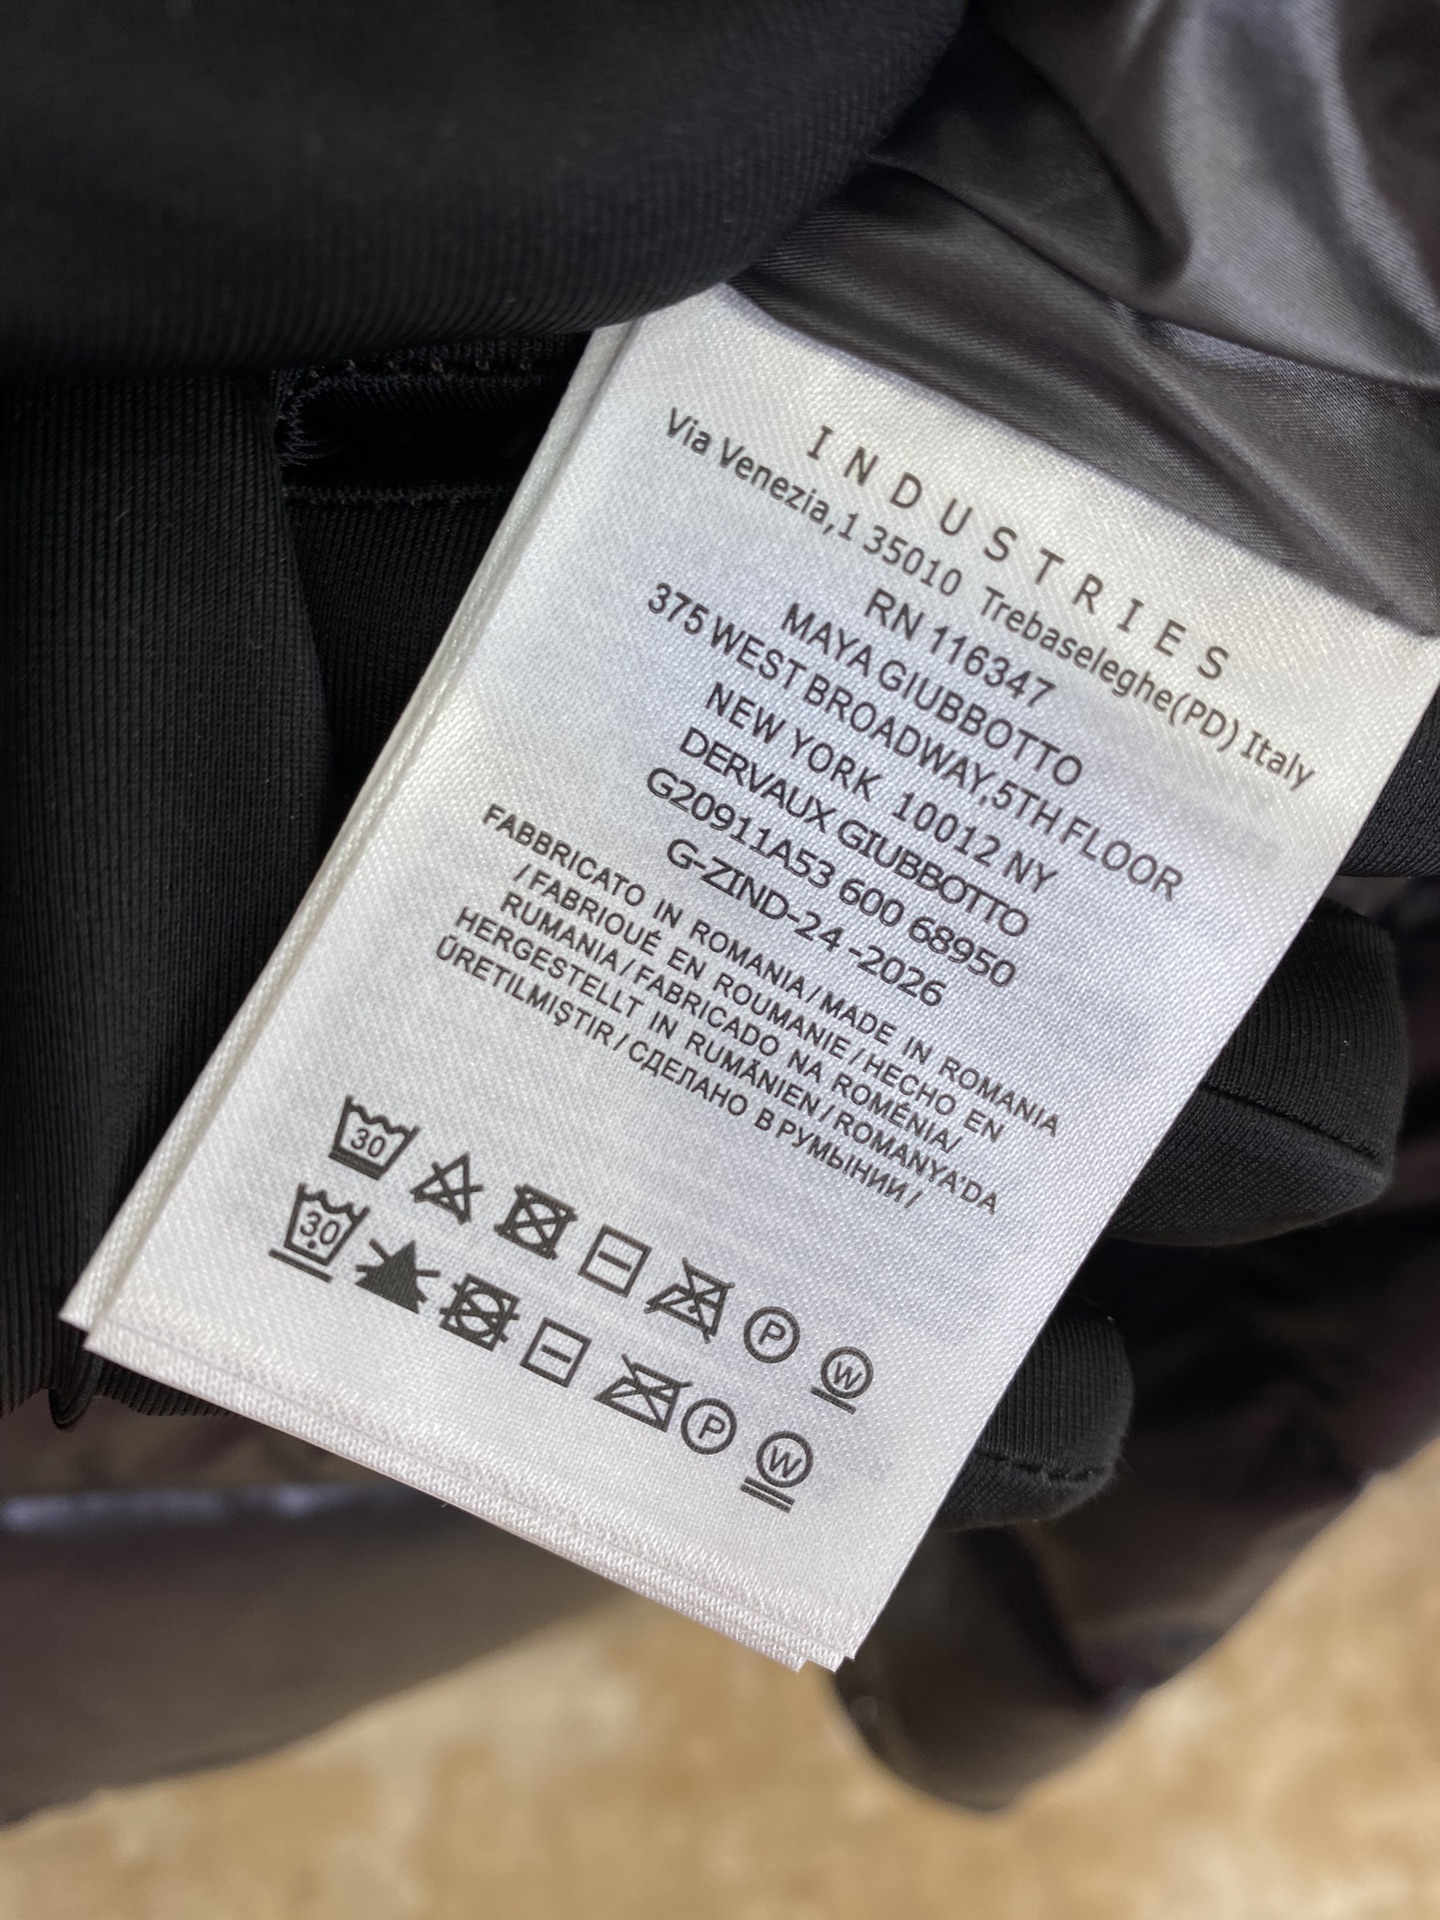 INDUSTRIES
Via Venezia,1 35010 Trebaseleghe(PD) Italy
RN 116347
MAYA GIUBBOTTO
375 WEST BROADWAY,5TH FLOOR
NEW YORK 10012 NY
DERVAUX GIUBBOTTO
G20911A53 600 68950
G-ZIND-24 -2026
FABBRICATO IN ROMANIA/MADE IN ROMANIA
/FABRIQUÉ EN ROUMANIE/HECHO EN
RUMANIA/FABRICADO NA ROMÉNIA/
HERGESTELLT IN RUMÄNIEN/ROMANYA'DA
ÜRETILMIŞTIR/СДЕЛАНО В РУМЫНИИ/
30 P W
30 P W